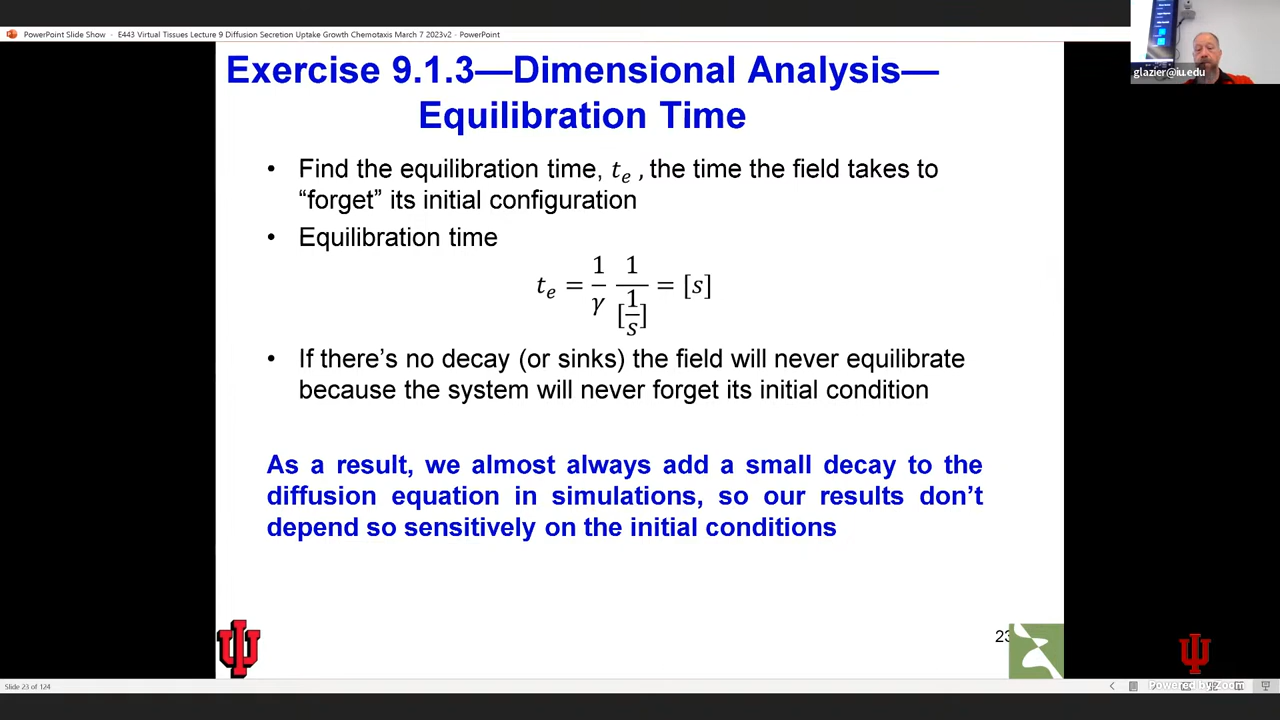 PowerPoint Slide Show - E443 Virtual Tissues Lecture 9 Diffusion Secretion Uptake Growth Chemotaxis March 7 2023v2 - PowerPoint
glazier@iu.edu
Exercise 9.1.3—Dimensional Analysis—
Equilibration Time
• Find the equilibration time, tₑ , the time the field takes to
“forget” its initial configuration
• Equilibration time
tₑ = 1/γ 1/[1/s] = [s]
• If there’s no decay (or sinks) the field will never equilibrate
because the system will never forget its initial condition
As a result, we almost always add a small decay to the
diffusion equation in simulations, so our results don’t
depend so sensitively on the initial conditions
23
Slide 23 of 124
Powered by Zoom